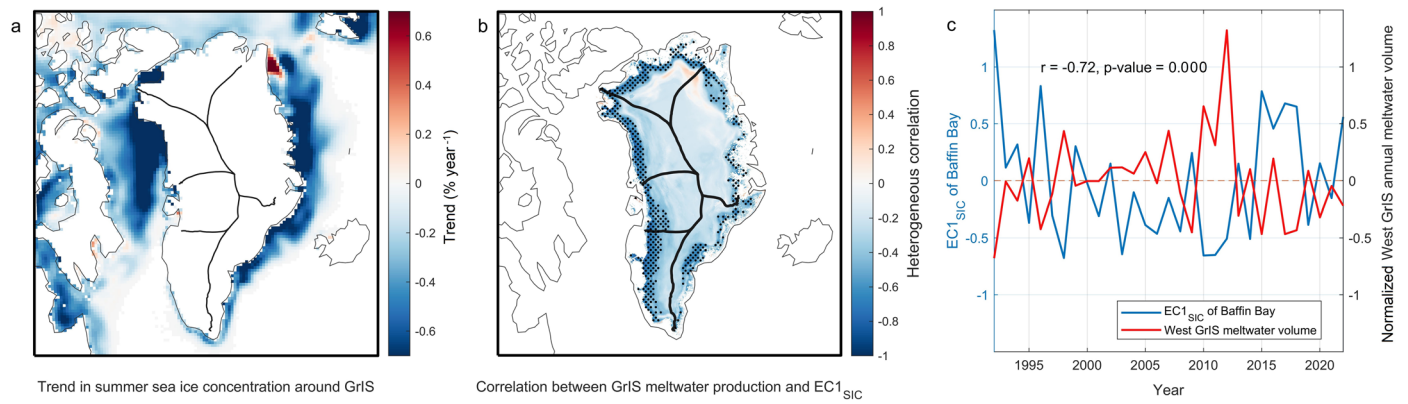 a
0.6
0.4
0.2
0
-0.2
-0.4
-0.6
Trend (% year-1)
Trend in summer sea ice concentration around GrIS
b
1
0.8
0.6
0.4
0.2
0
-0.2
-0.4
-0.6
-0.8
-1
Heterogeneous correlation
Correlation between GrIS meltwater production and EC1SIC
c
r = -0.72, p-value = 0.000
1
0.5
0
-0.5
-1
EC1SIC of Baffin Bay
1
0.5
0
-0.5
-1
Normalized West GrIS annual meltwater volume
EC1SIC of Baffin Bay
West GrIS meltwater volume
1995 2000 2005 2010 2015 2020
Year